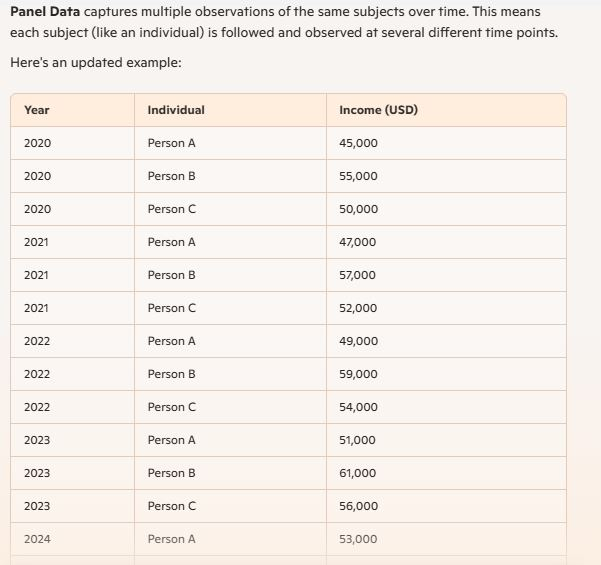 Panel Data captures multiple observations of the same subjects over time. This means
each subject (like an individual) is followed and observed at several different time points.
Here's an updated example:
Year Individual Income (USD)
2020 Person A 45,000
2020 Person B 55,000
2020 Person C 50,000
2021 Person A 47,000
2021 Person B 57,000
2021 Person C 52,000
2022 Person A 49,000
2022 Person B 59,000
2022 Person C 54,000
2023 Person A 51,000
2023 Person B 61,000
2023 Person C 56,000
2024 Person A 53,000